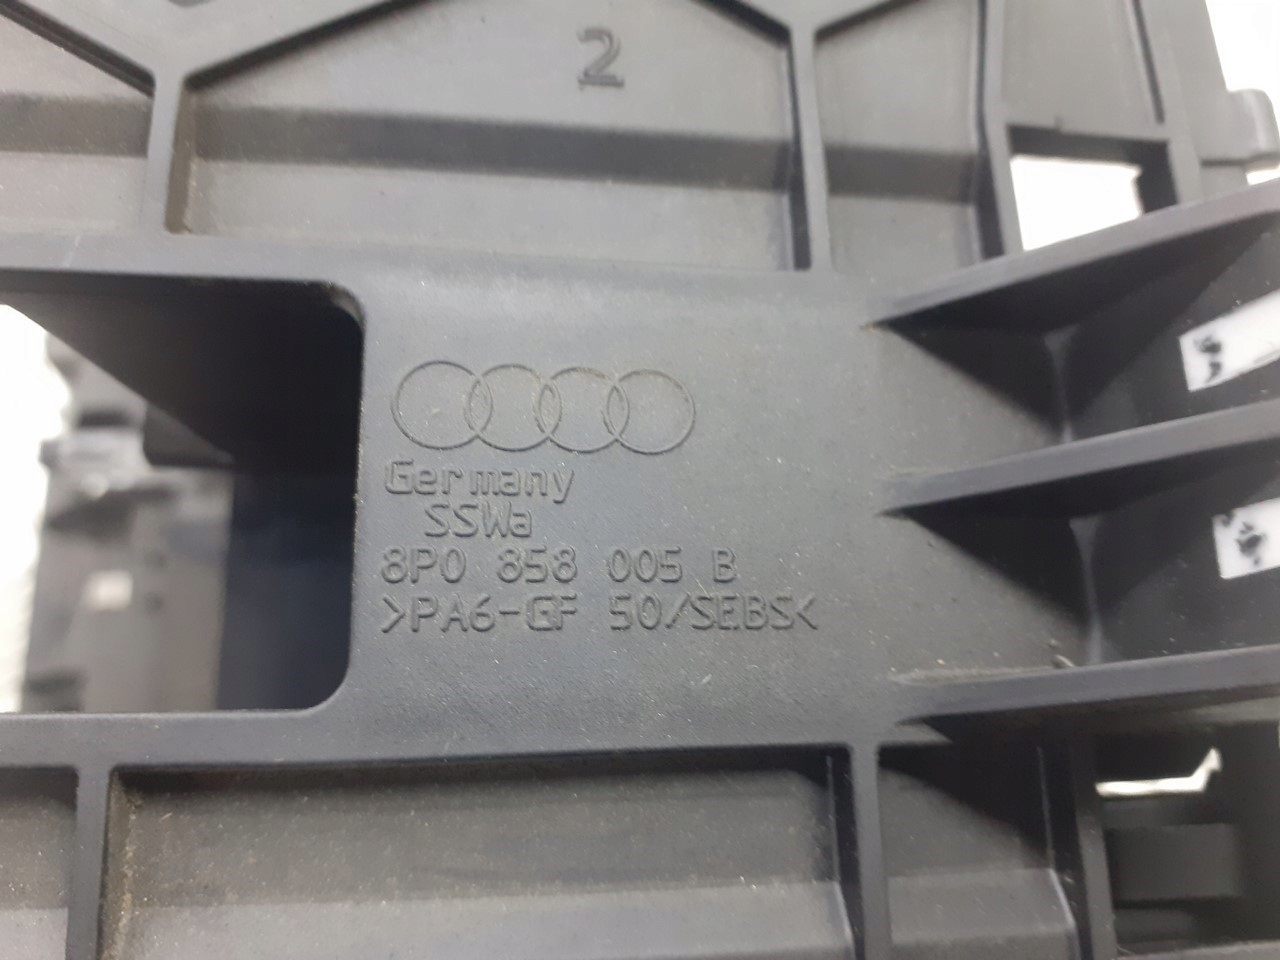 2
Germany
SSWa
8P0 858 005 B
>PA6-GF 50/SEBS<